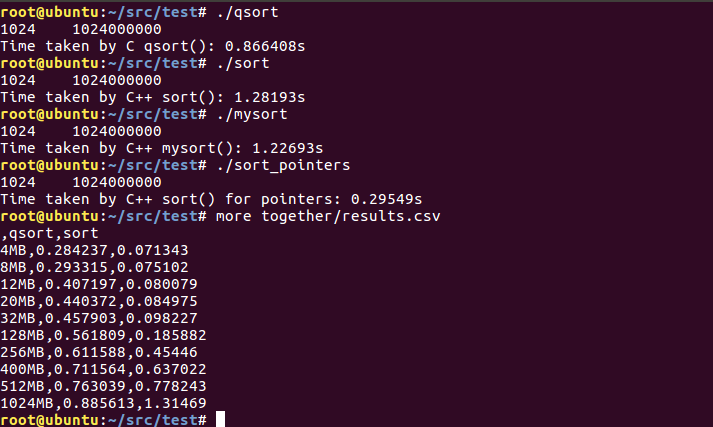 root@ubuntu:~/src/test# ./qsort
1024    1024000000
Time taken by C qsort(): 0.866408s
root@ubuntu:~/src/test# ./sort
1024    1024000000
Time taken by C++ sort(): 1.28193s
root@ubuntu:~/src/test# ./mysort
1024    1024000000
Time taken by C++ mysort(): 1.22693s
root@ubuntu:~/src/test# ./sort_pointers
1024    1024000000
Time taken by C++ sort() for pointers: 0.29549s
root@ubuntu:~/src/test# more together/results.csv
,qsort,sort
4MB,0.284237,0.071343
8MB,0.293315,0.075102
12MB,0.407197,0.080079
20MB,0.440372,0.084975
32MB,0.457903,0.098227
128MB,0.561809,0.185882
256MB,0.611588,0.45446
400MB,0.711564,0.637022
512MB,0.763039,0.778243
1024MB,0.885613,1.31469
root@ubuntu:~/src/test#